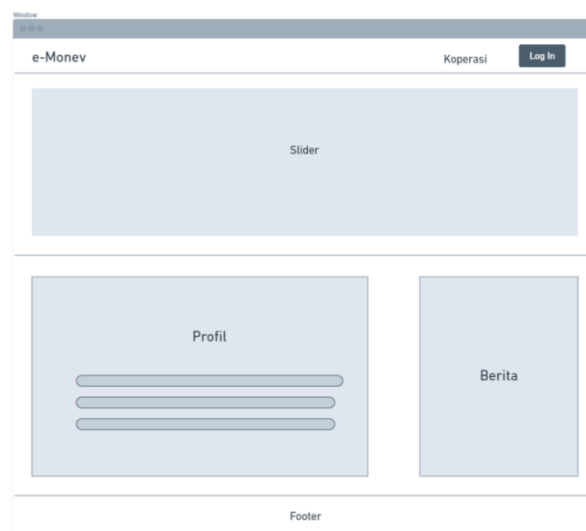 Window
e-Monev
Koperasi
Log In
Slider
Profil
Berita
Footer